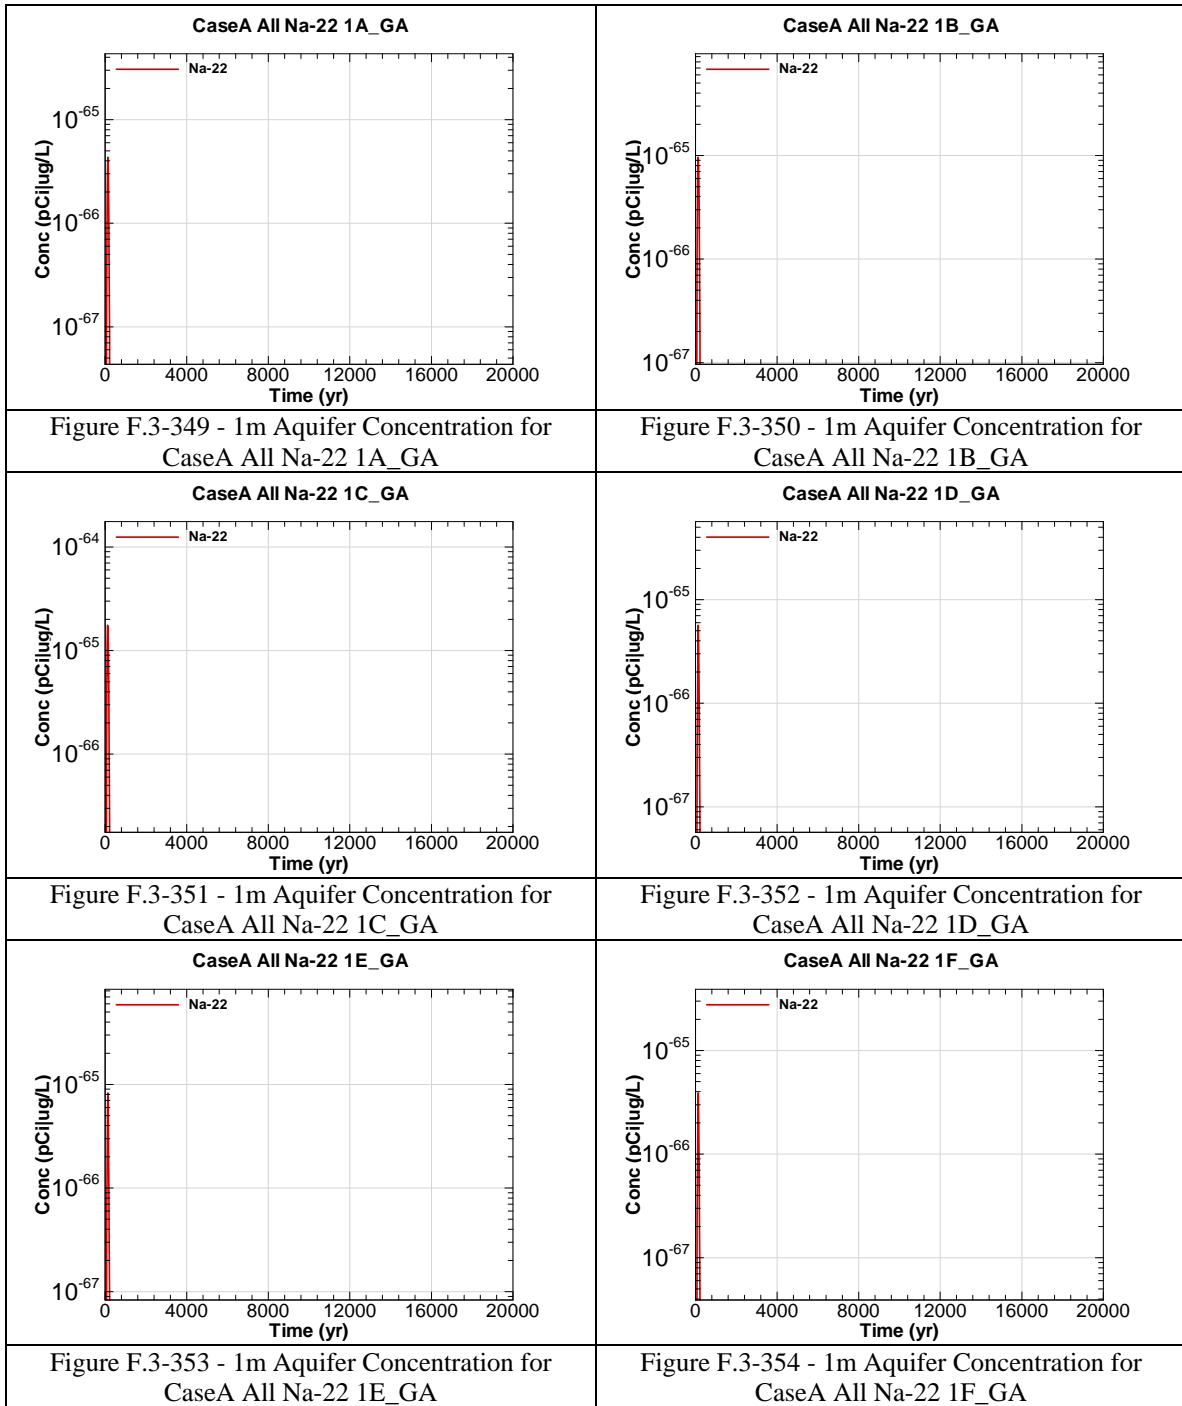 CaseA All Na-22 1A_GA
Na-22
10^-65
10^-66
10^-67
Conc (pCi|ug/L)
0 4000 8000 12000 16000 20000
Time (yr)
Figure F.3-349 - 1m Aquifer Concentration for
CaseA All Na-22 1A_GA
CaseA All Na-22 1B_GA
Na-22
10^-65
10^-66
10^-67
Conc (pCi|ug/L)
0 4000 8000 12000 16000 20000
Time (yr)
Figure F.3-350 - 1m Aquifer Concentration for
CaseA All Na-22 1B_GA
CaseA All Na-22 1C_GA
Na-22
10^-64
10^-65
10^-66
Conc (pCi|ug/L)
0 4000 8000 12000 16000 20000
Time (yr)
Figure F.3-351 - 1m Aquifer Concentration for
CaseA All Na-22 1C_GA
CaseA All Na-22 1D_GA
Na-22
10^-65
10^-66
10^-67
Conc (pCi|ug/L)
0 4000 8000 12000 16000 20000
Time (yr)
Figure F.3-352 - 1m Aquifer Concentration for
CaseA All Na-22 1D_GA
CaseA All Na-22 1E_GA
Na-22
10^-65
10^-66
10^-67
Conc (pCi|ug/L)
0 4000 8000 12000 16000 20000
Time (yr)
Figure F.3-353 - 1m Aquifer Concentration for
CaseA All Na-22 1E_GA
CaseA All Na-22 1F_GA
Na-22
10^-65
10^-66
10^-67
Conc (pCi|ug/L)
0 4000 8000 12000 16000 20000
Time (yr)
Figure F.3-354 - 1m Aquifer Concentration for
CaseA All Na-22 1F_GA